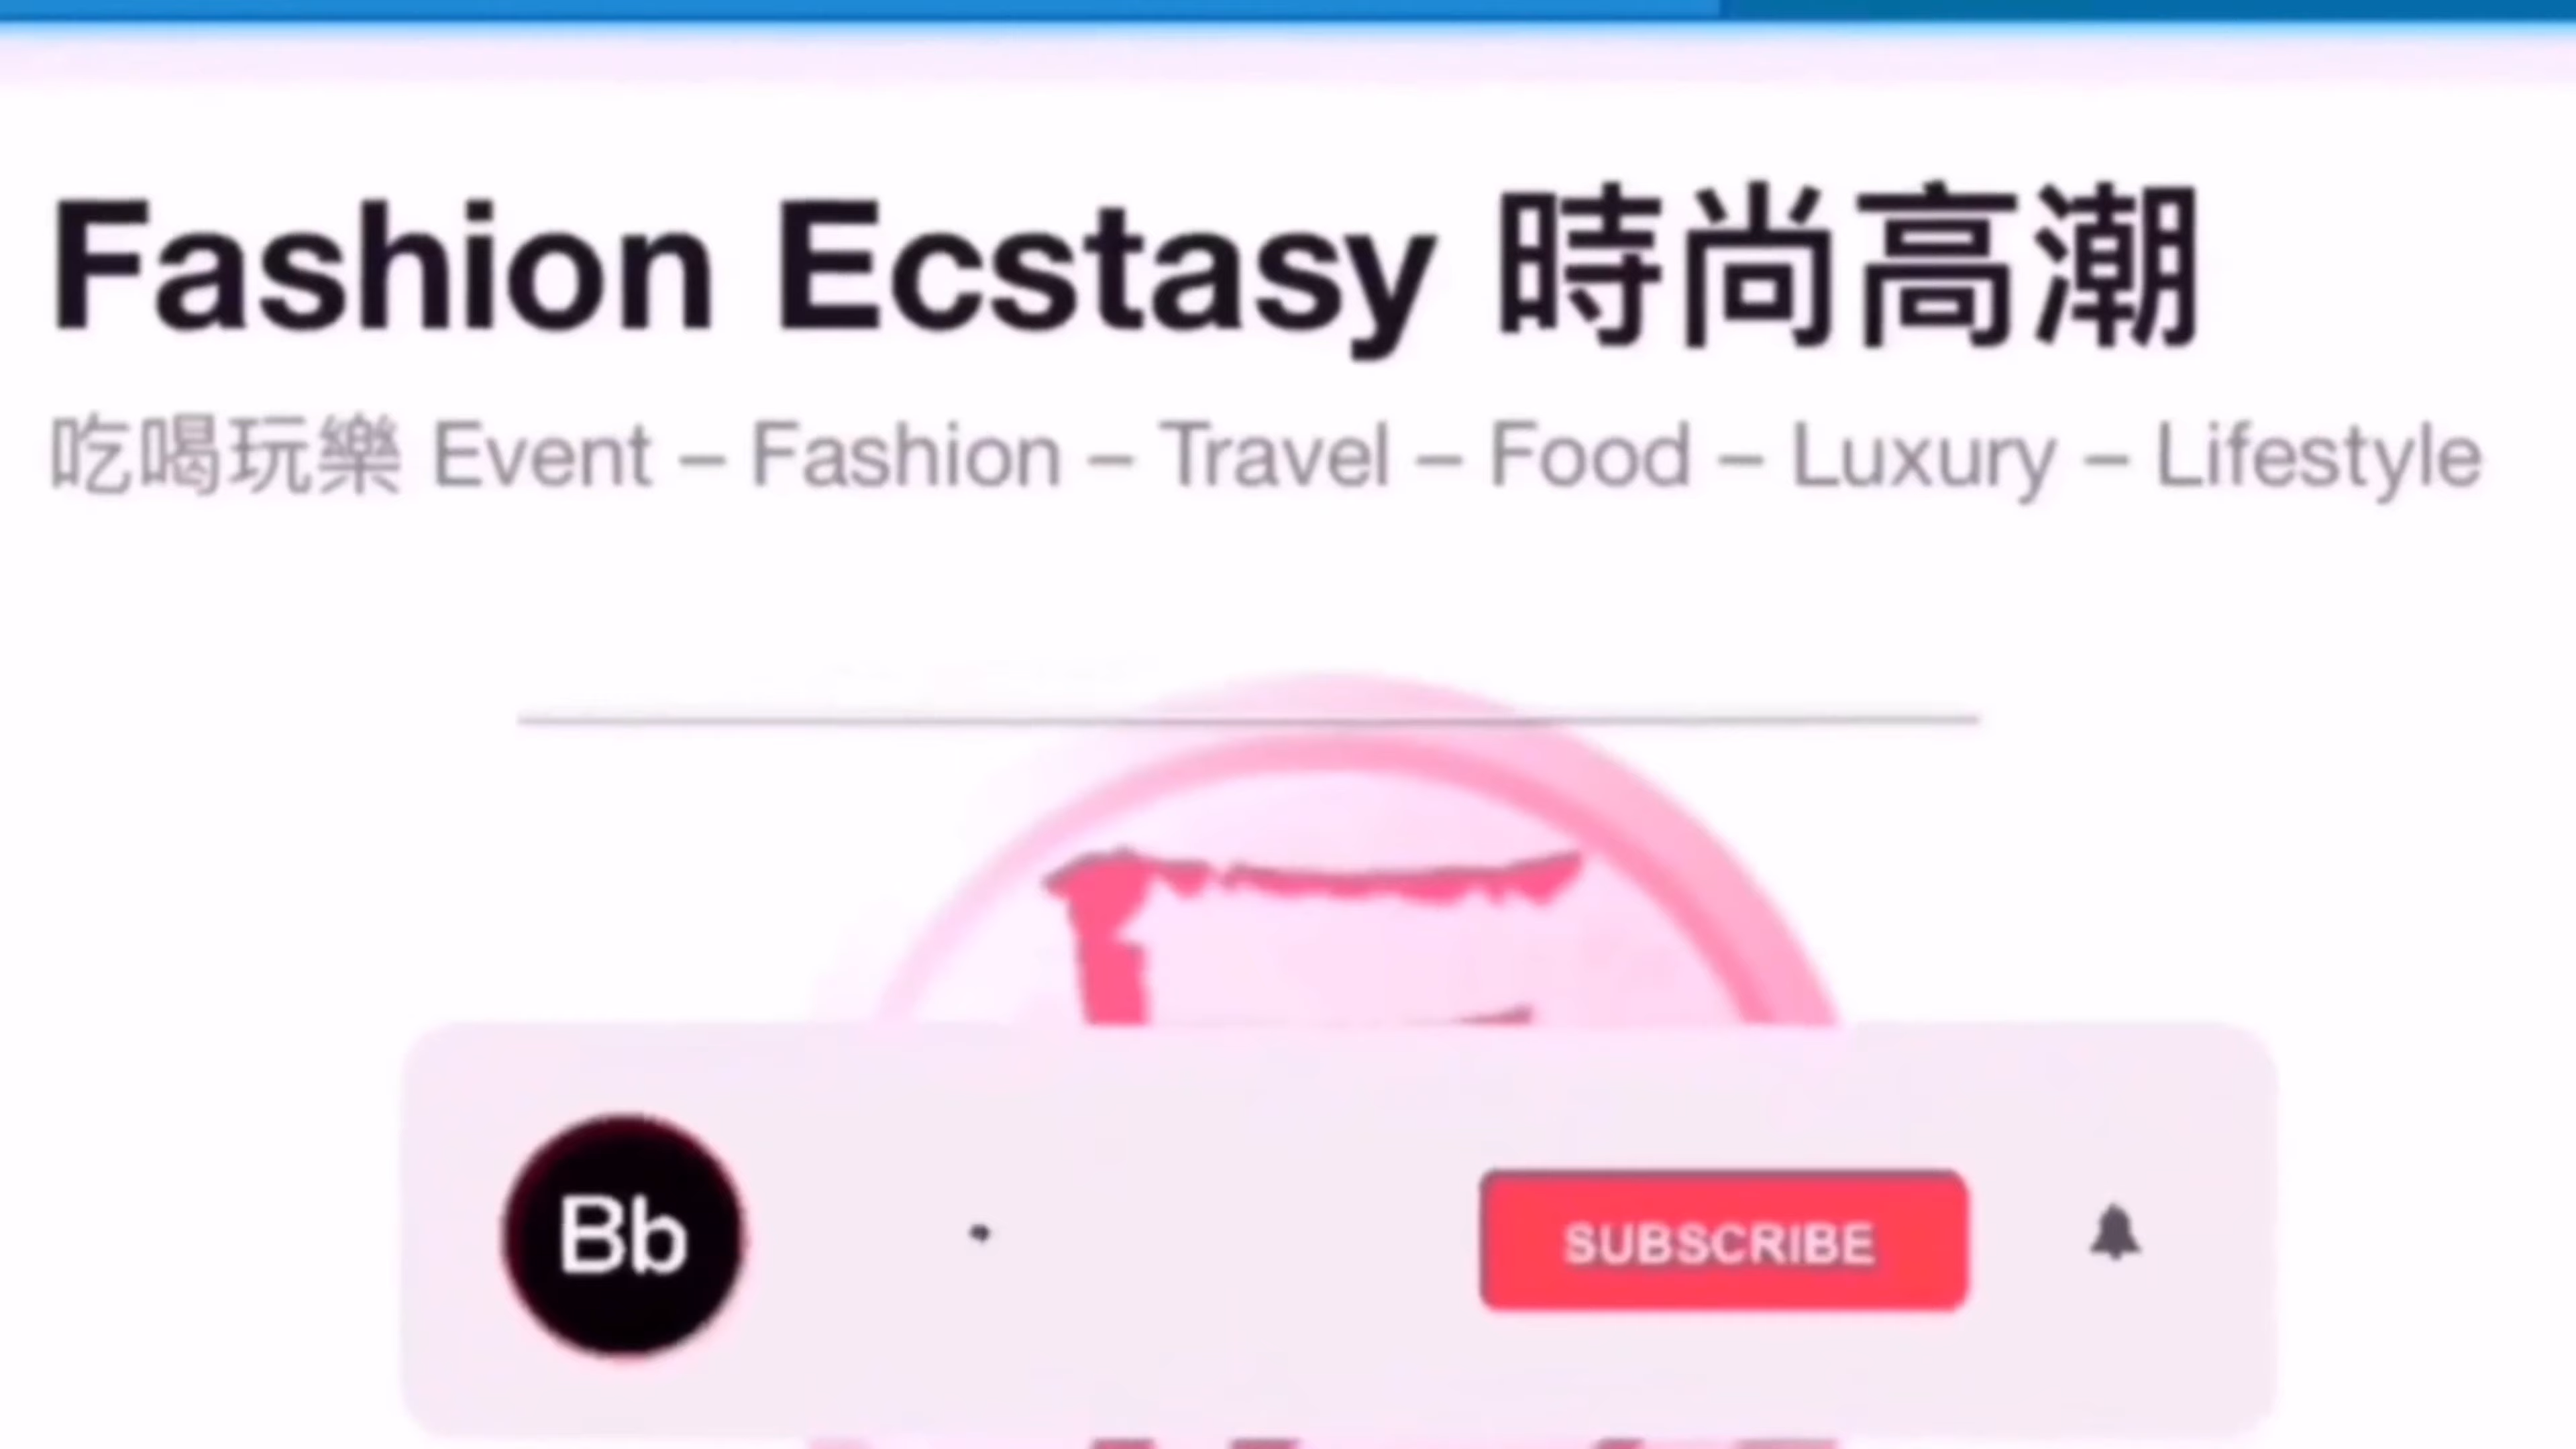 Fashion Ecstasy 時尚高潮
吃喝玩樂 Event – Fashion – Travel – Food – Luxury – Lifestyle
Bb
SUBSCRIBE